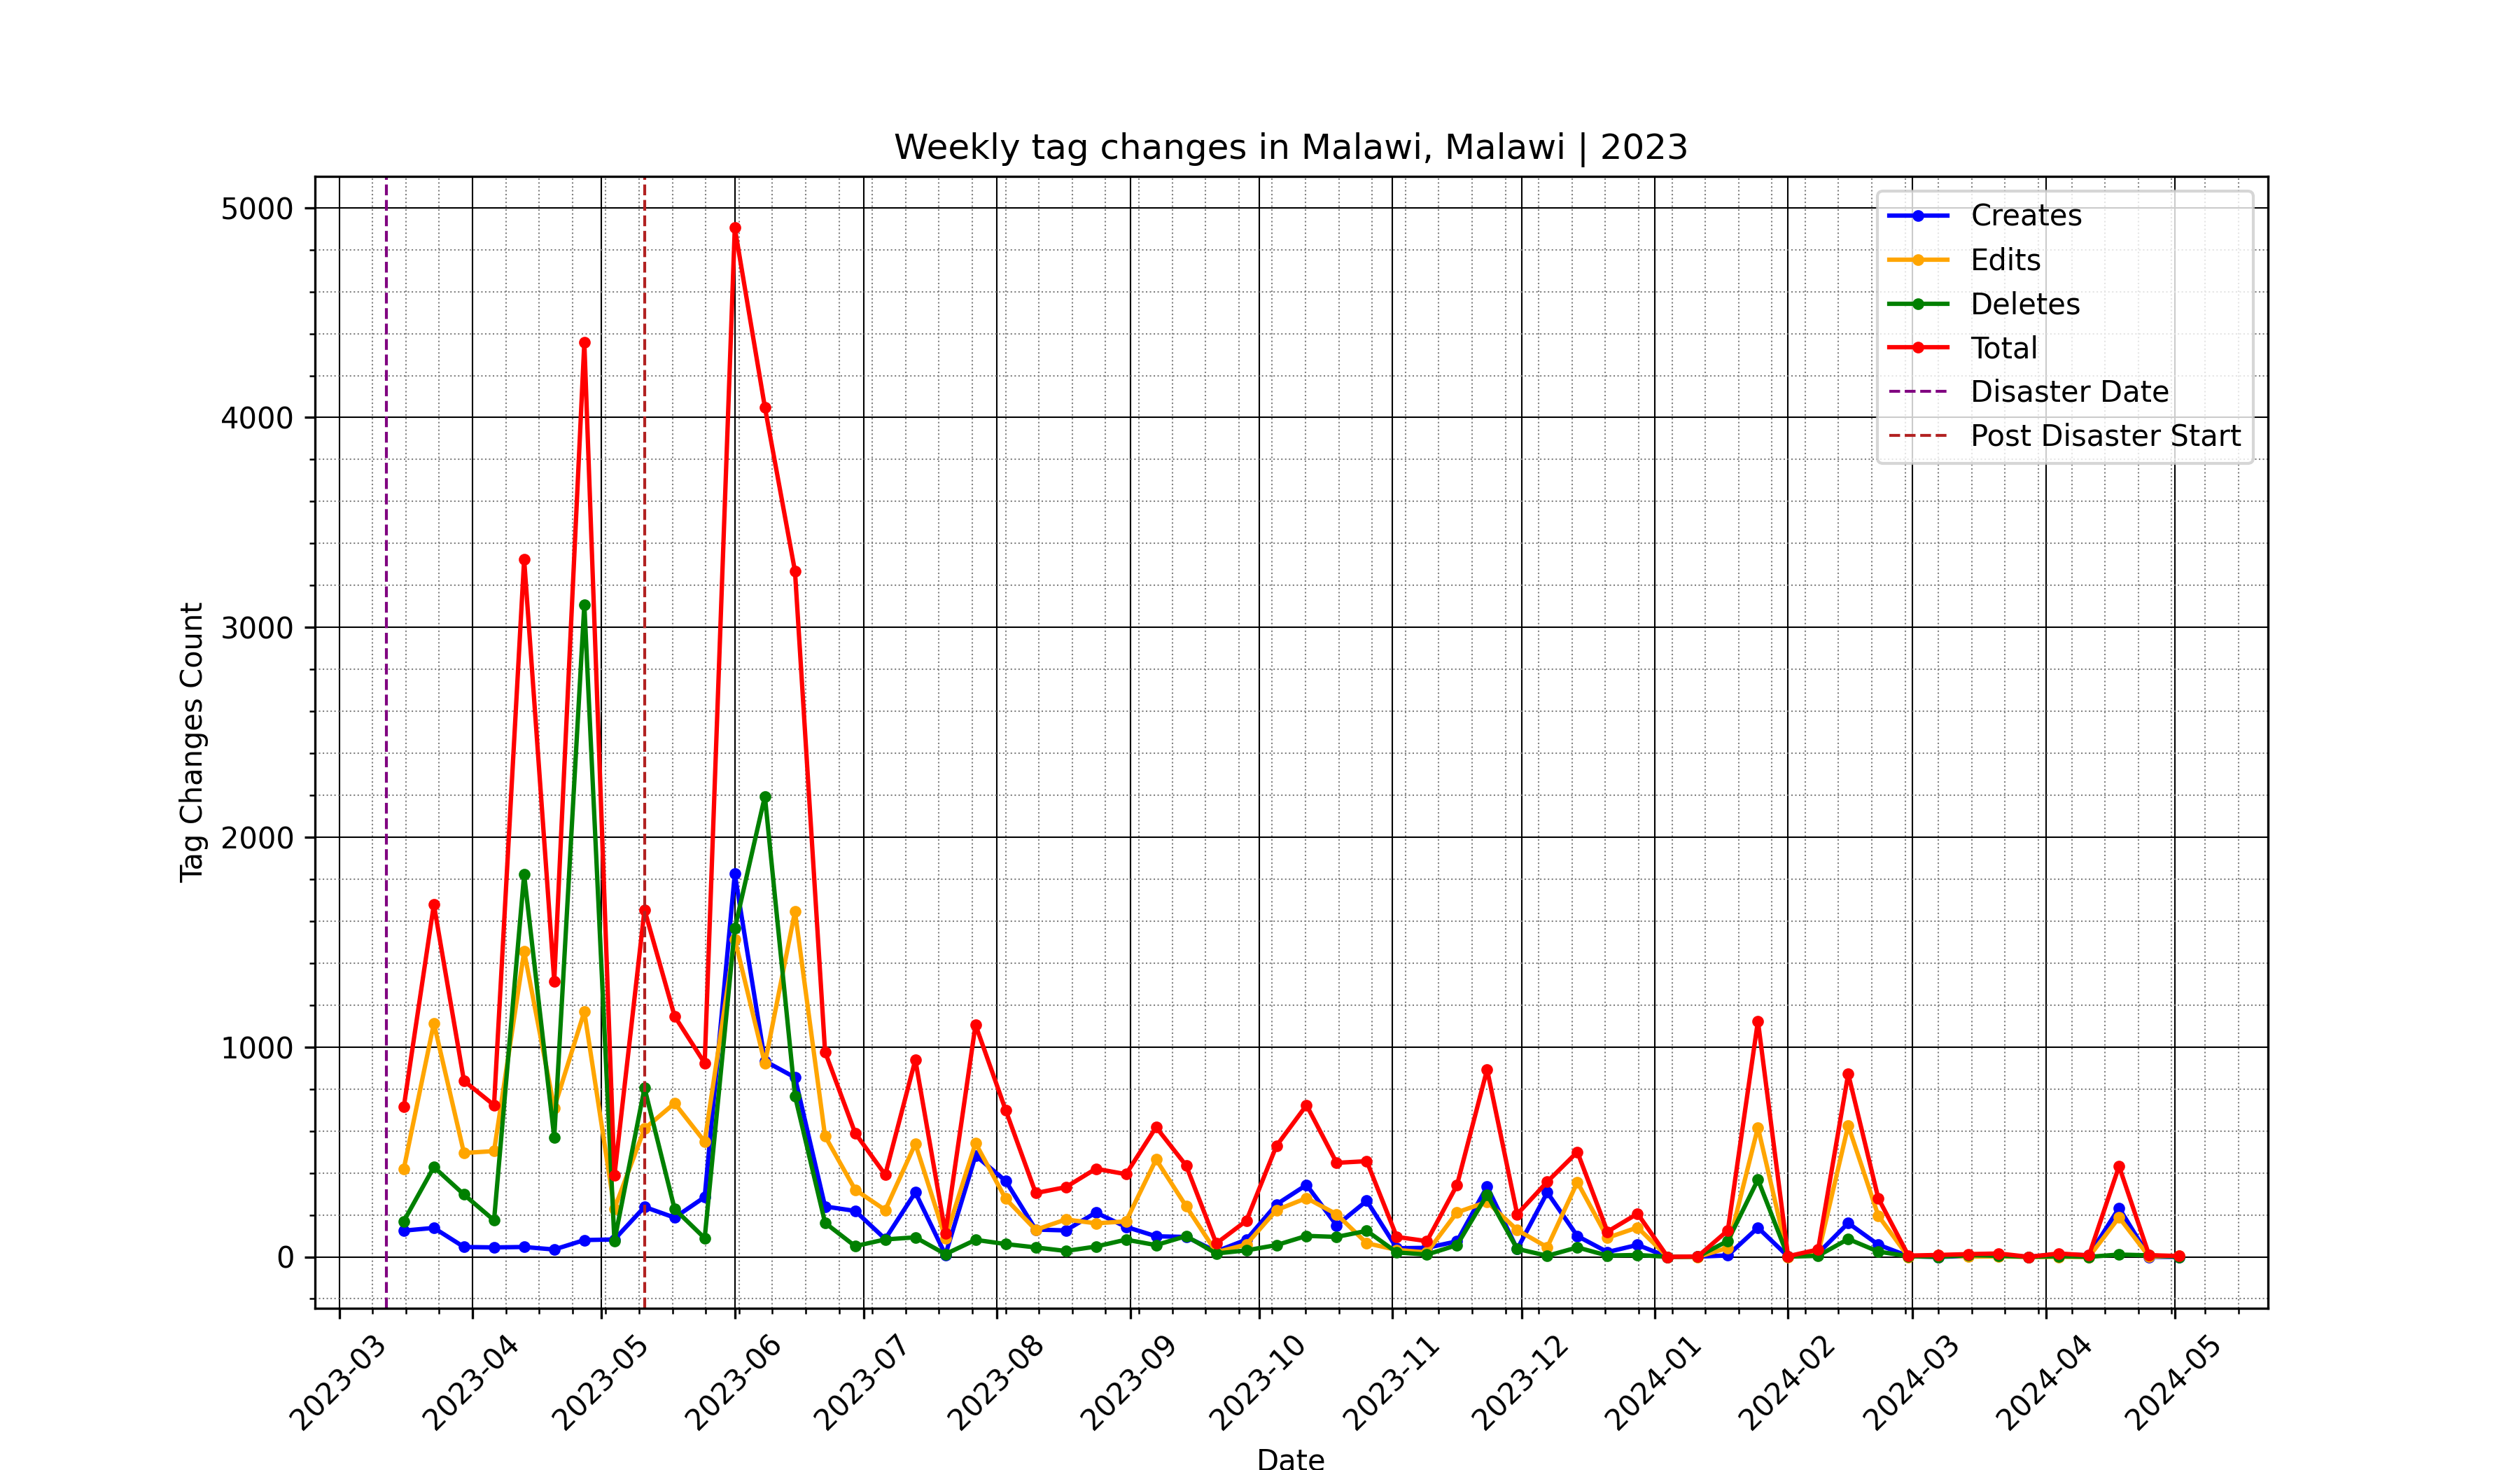 Weekly tag changes in Malawi, Malawi | 2023
Creates
Edits
Deletes
Total
Disaster Date
Post Disaster Start
Tag Changes Count
5000
4000
3000
2000
1000
0
2023-03
2023-04
2023-05
2023-06
2023-07
2023-08
2023-09
2023-10
2023-11
2023-12
2024-01
2024-02
2024-03
2024-04
2024-05
Date